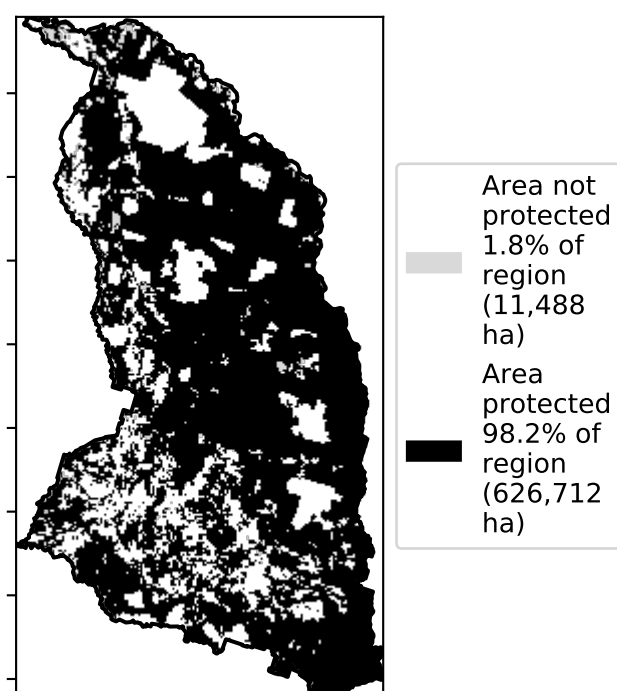 Area not
protected
1.8% of
region
(11,488
ha)
Area
protected
98.2% of
region
(626,712
ha)